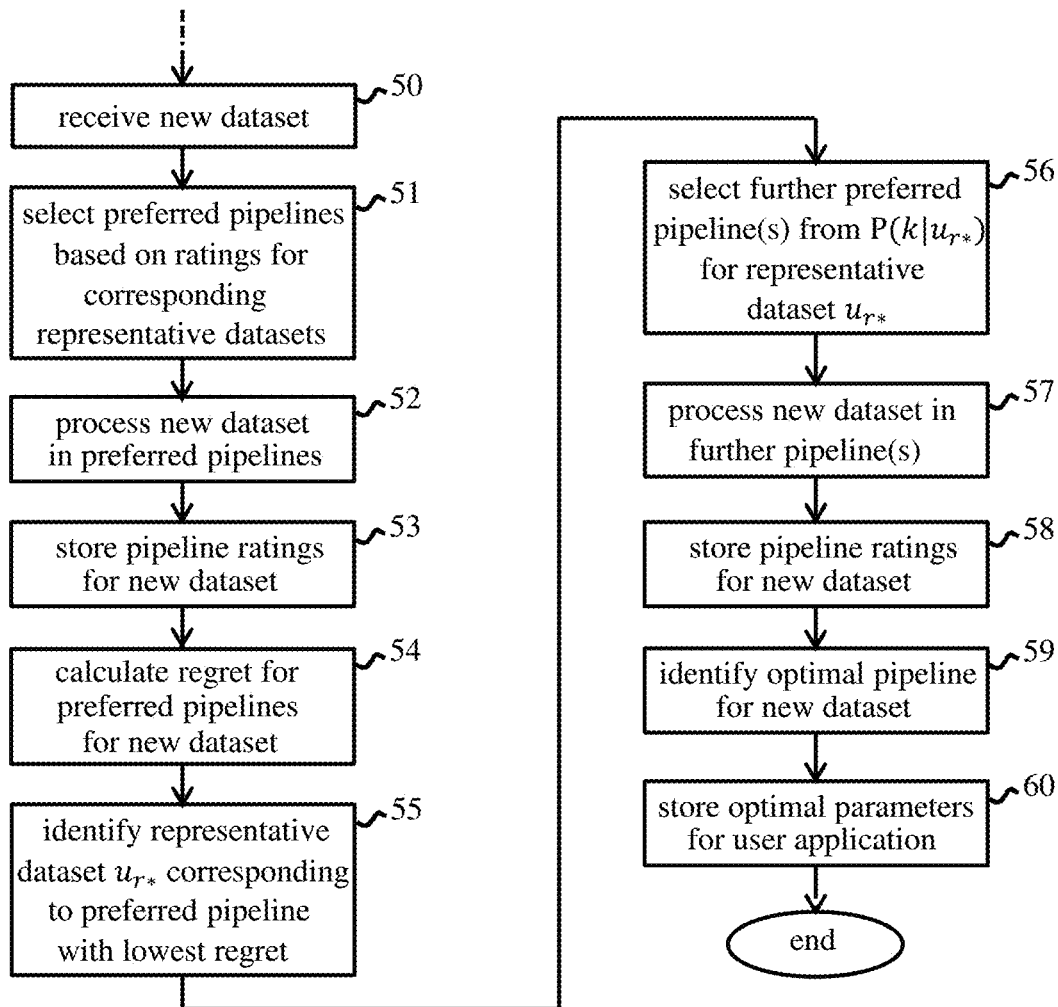 50
receive new dataset
51
select preferred pipelines
based on ratings for
corresponding
representative datasets
52
process new dataset
in preferred pipelines
53
store pipeline ratings
for new dataset
54
calculate regret for
preferred pipelines
for new dataset
55
identify representative
dataset u_{r*} corresponding
to preferred pipeline
with lowest regret
56
select further preferred
pipeline(s) from P(k|u_{r*})
for representative
dataset u_{r*}
57
process new dataset in
further pipeline(s)
58
store pipeline ratings
for new dataset
59
identify optimal pipeline
for new dataset
60
store optimal parameters
for user application
end